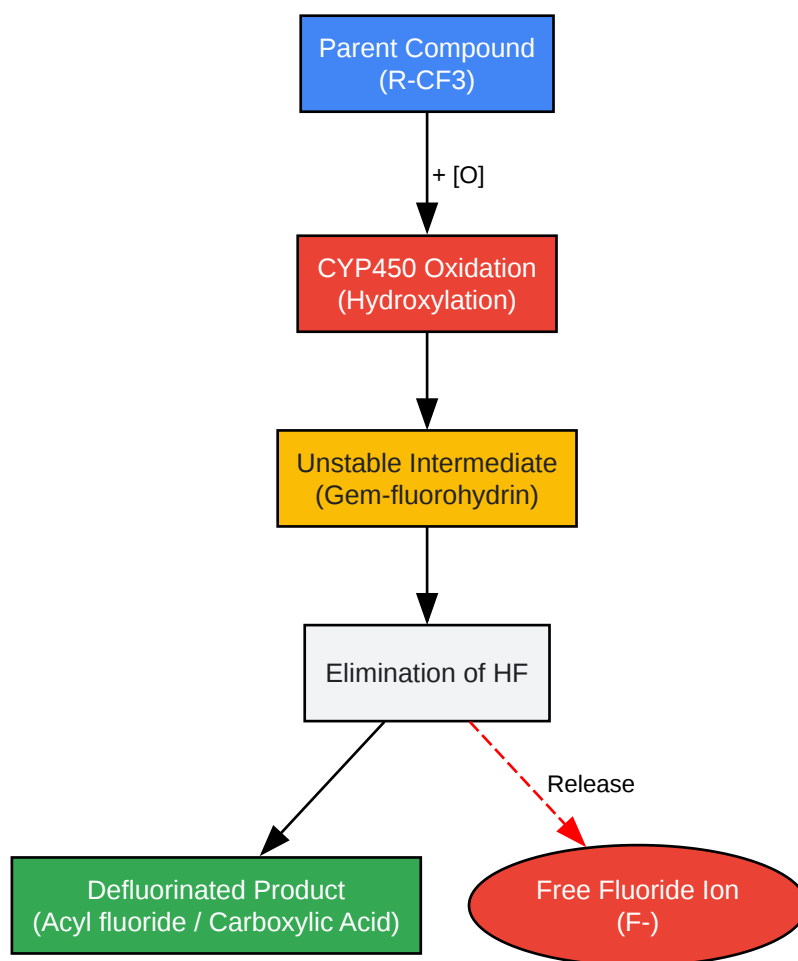 Parent Compound
(R-CF3)
+ [O]
CYP450 Oxidation
(Hydroxylation)
Unstable Intermediate
(Gem-fluorohydrin)
Elimination of HF
Release
Defluorinated Product
(Acyl fluoride / Carboxylic Acid)
Free Fluoride Ion
(F-)